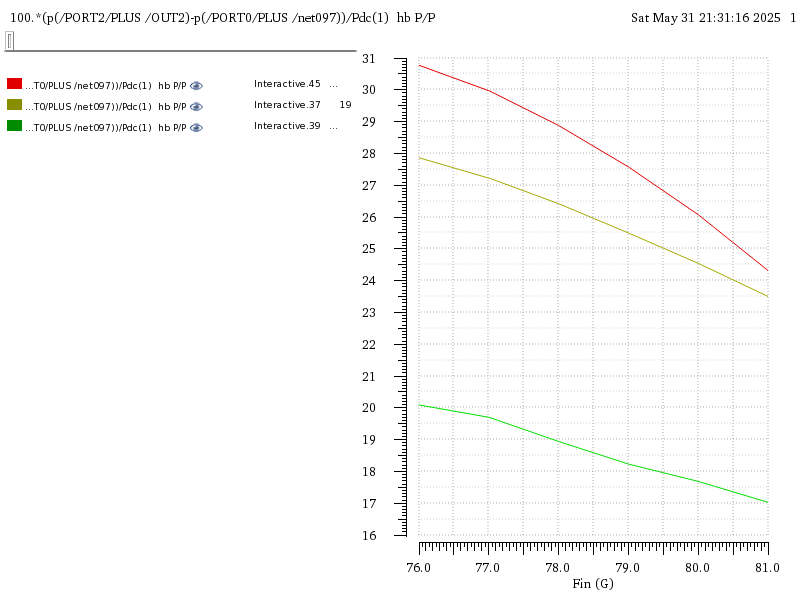 100.*(p(/PORT2/PLUS /OUT2)-p(/PORT0/PLUS /net097))/Pdc(1) hb P/P
Sat May 31 21:31:16 2025 1
...T0/PLUS /net097))/Pdc(1) hb P/P Interactive.45 ...
...T0/PLUS /net097))/Pdc(1) hb P/P Interactive.37 19
...T0/PLUS /net097))/Pdc(1) hb P/P Interactive.39 ...
31
30
29
28
27
26
25
24
23
22
21
20
19
18
17
16
76.0 77.0 78.0 79.0 80.0 81.0
Fin (G)